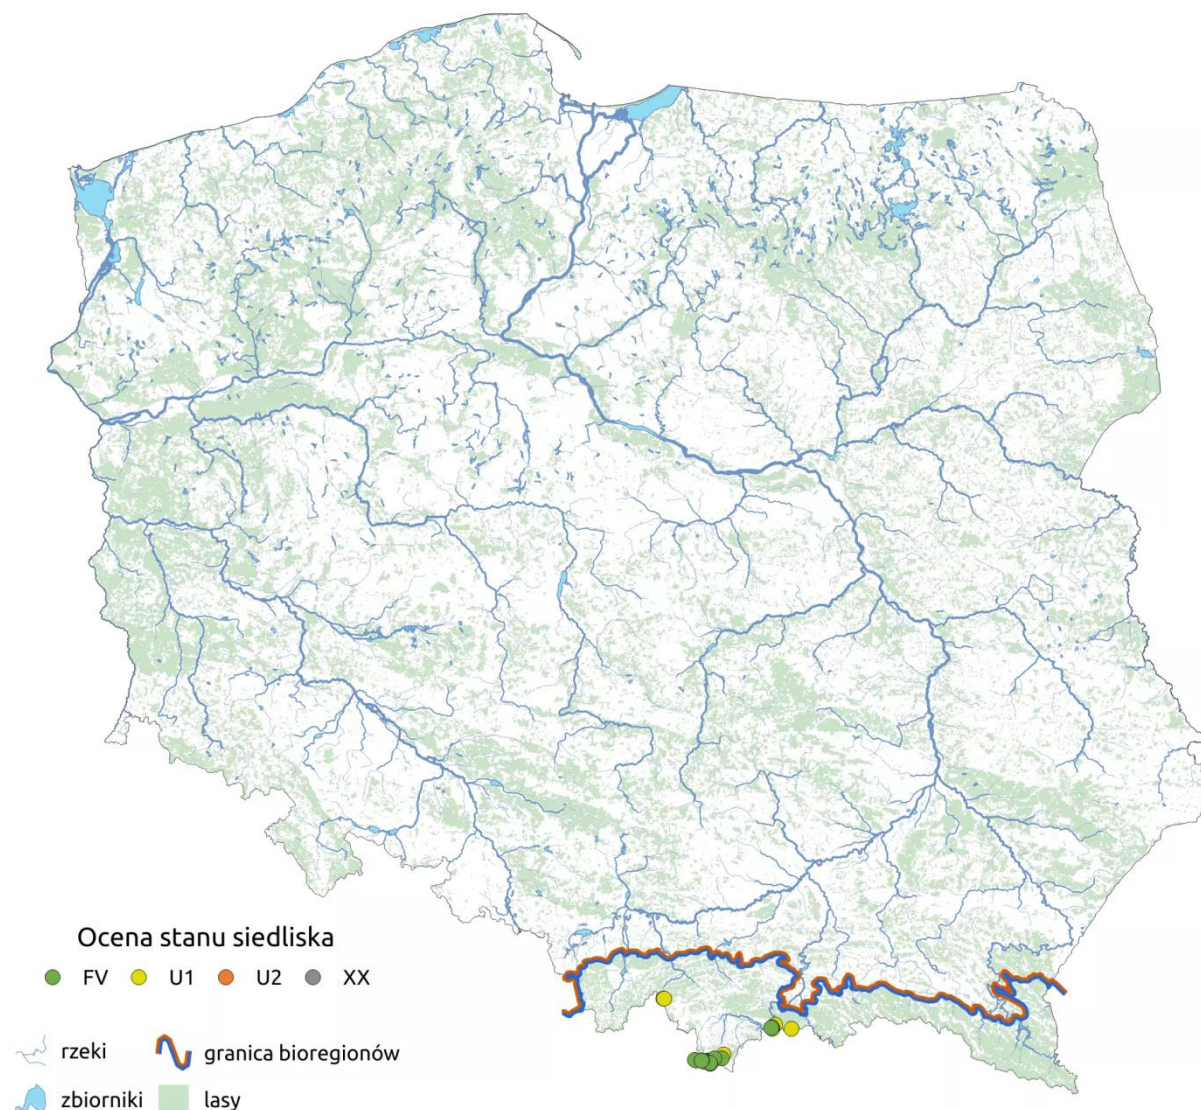 Ocena stanu siedliska
FV U1 U2 XX
rzeki granica bioregionów
zbiorniki lasy